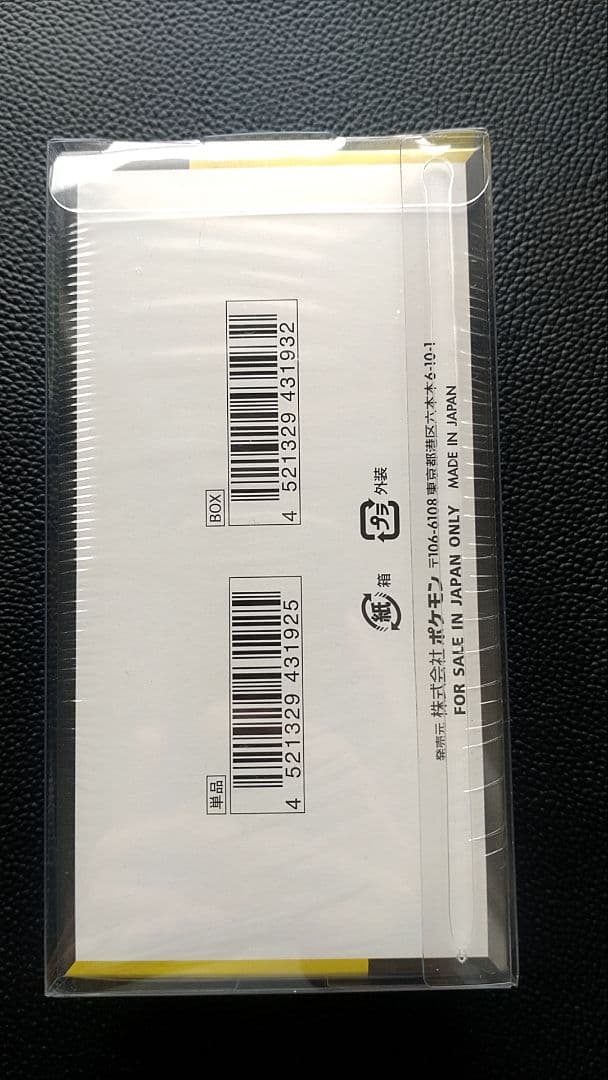 単品
4 521329 431925
BOX
4 521329 431932
紙 箱
プラ 外装
発売元 株式会社 ポケモン 〒106-6108 東京都港区六本木6-10-1
FOR SALE IN JAPAN ONLY MADE IN JAPAN